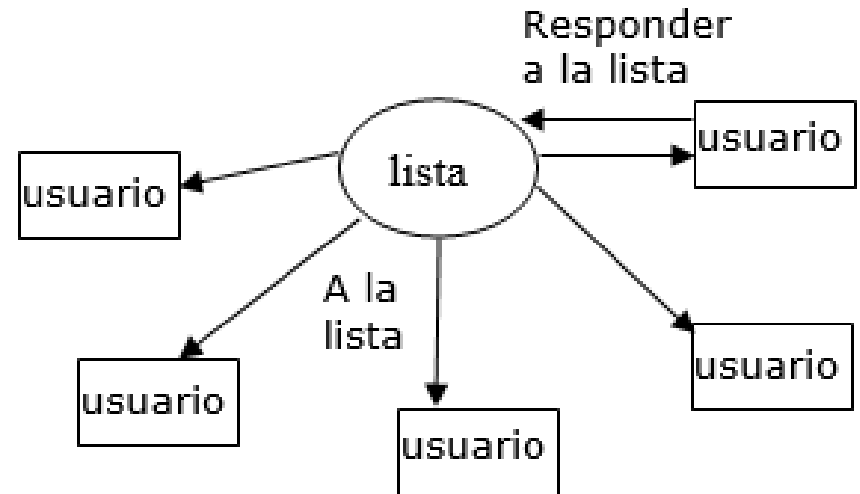 Responder
a la lista
usuario
lista
usuario
A la
lista
usuario
usuario
usuario